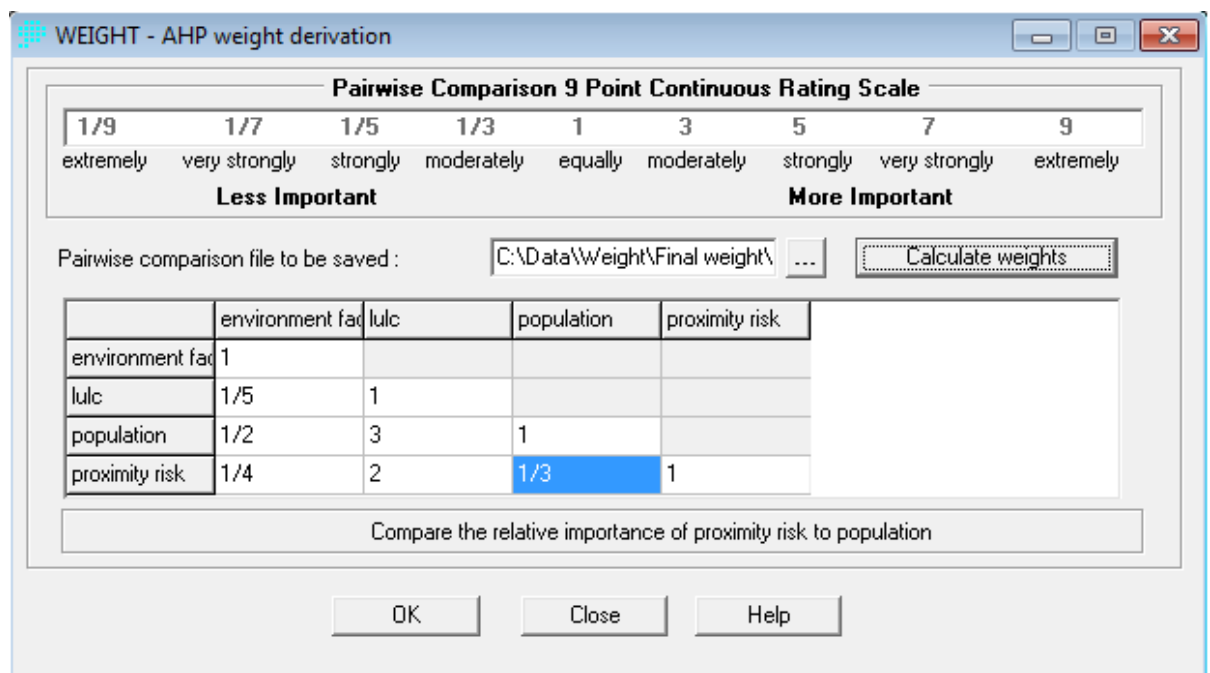 WEIGHT - AHP weight derivation
Pairwise Comparison 9 Point Continuous Rating Scale
1/9 1/7 1/5 1/3 1 3 5 7 9
extremely very strongly strongly moderately equally moderately strongly very strongly extremely
Less Important More Important
Pairwise comparison file to be saved : C:\Data\Weight\Final weight\ ... Calculate weights
environment fac lulc population proximity risk
environment fac 1
lulc 1/5 1
population 1/2 3 1
proximity risk 1/4 2 1/3 1
Compare the relative importance of proximity risk to population
OK Close Help